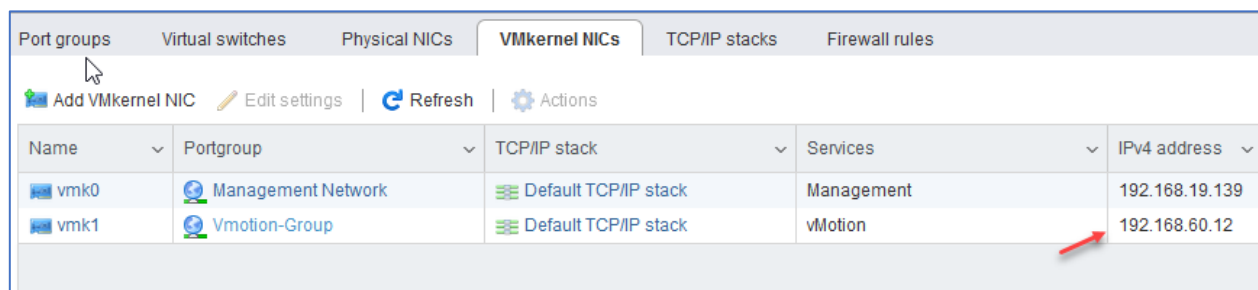 Port groups Virtual switches Physical NICs VMkernel NICs TCP/IP stacks Firewall rules
Add VMkernel NIC Edit settings Refresh Actions
Name Portgroup TCP/IP stack Services IPv4 address
vmk0 Management Network Default TCP/IP stack Management 192.168.19.139
vmk1 Vmotion-Group Default TCP/IP stack vMotion 192.168.60.12